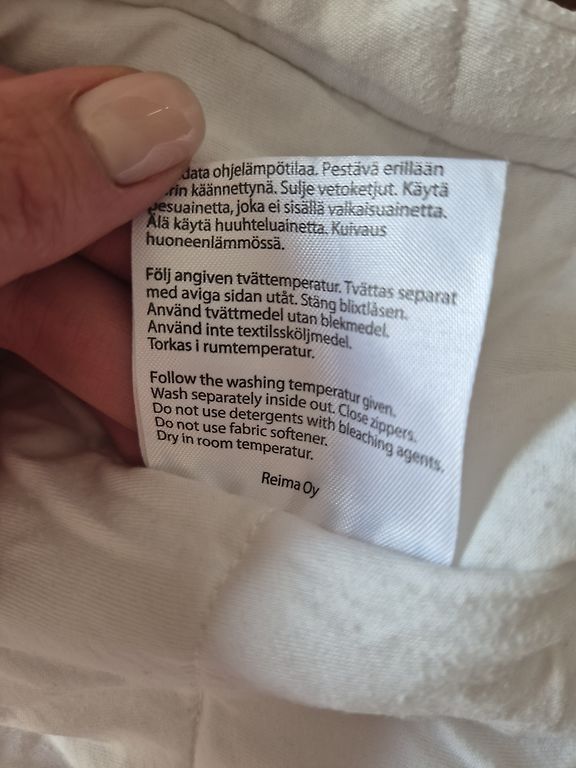 ohjelämpötilaa. Pestävä erillään
käännettynä. Sulje vetoketjut. Käytä
pesuainetta, joka ei sisällä valkaisuainetta.
Älä käytä huuhteluainetta. Kuivaus
huoneenlämmössä.
Följ angiven tvättemperatur. Tvättas separat
med aviga sidan utåt. Stäng blixtlåsen.
Använd tvättmedel utan blekmedel.
Använd inte textilssköljmedel.
Torkas i rumtemperatur.
Follow the washing temperatur given.
Wash separately inside out. Close zippers.
Do not use detergents with bleaching agents.
Do not use fabric softener.
Dry in room temperatur.
Reima Oy